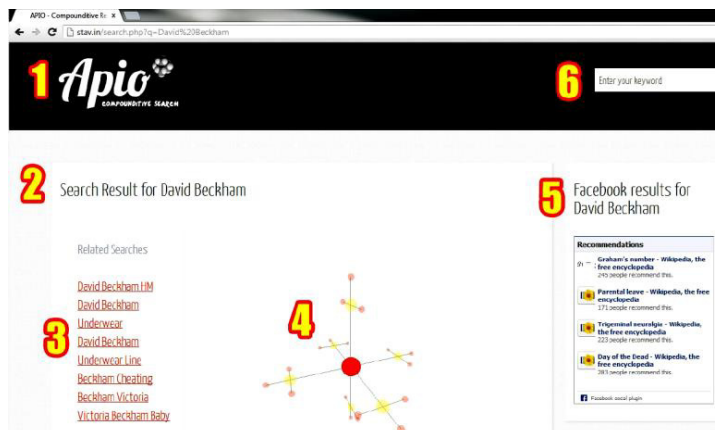 APIO - Compounditive Se
stav.in/search.php?q=David%20Beckham
1
Apio
COMPOUNDITIVE SEARCH
6
Enter your keyword
2
Search Result for David Beckham
5
Facebook results for
David Beckham
Related Searches
David Beckham HM
David Beckham
Underwear
3
David Beckham
Underwear Line
Beckham Cheating
Beckham Victoria
Victoria Beckham Baby
4
Recommendations
Graham's number - Wikipedia, the
free encyclopedia
245 people recommend this.
Parental leave - Wikipedia, the free
encyclopedia
171 people recommend this.
Trigeminal neuralgia - Wikipedia,
the free encyclopedia
223 people recommend this.
Day of the Dead - Wikipedia, the
free encyclopedia
283 people recommend this.
Facebook social plugin